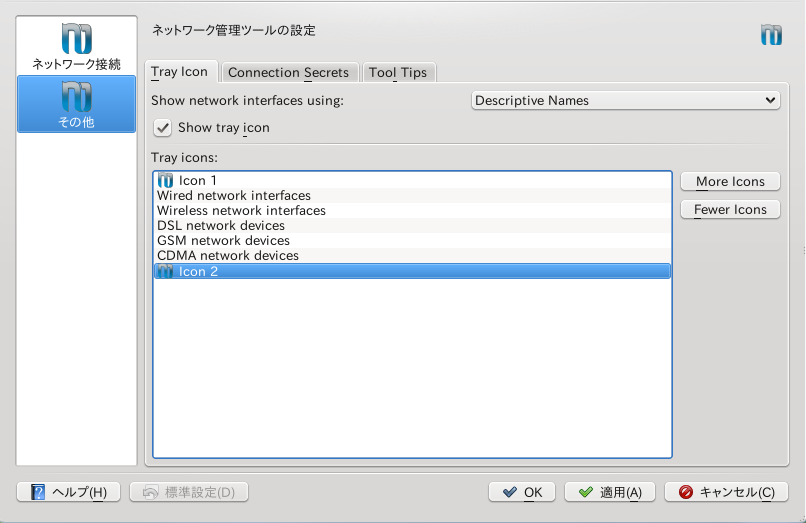 ネットワーク接続
その他
ネットワーク管理ツールの設定
Tray Icon
Connection Secrets
Tool Tips
Show network interfaces using:
Descriptive Names
Show tray icon
Tray icons:
Icon 1
Wired network interfaces
Wireless network interfaces
DSL network devices
GSM network devices
CDMA network devices
Icon 2
More Icons
Fewer Icons
ヘルプ(H)
標準設定(D)
OK
適用(A)
キャンセル(C)